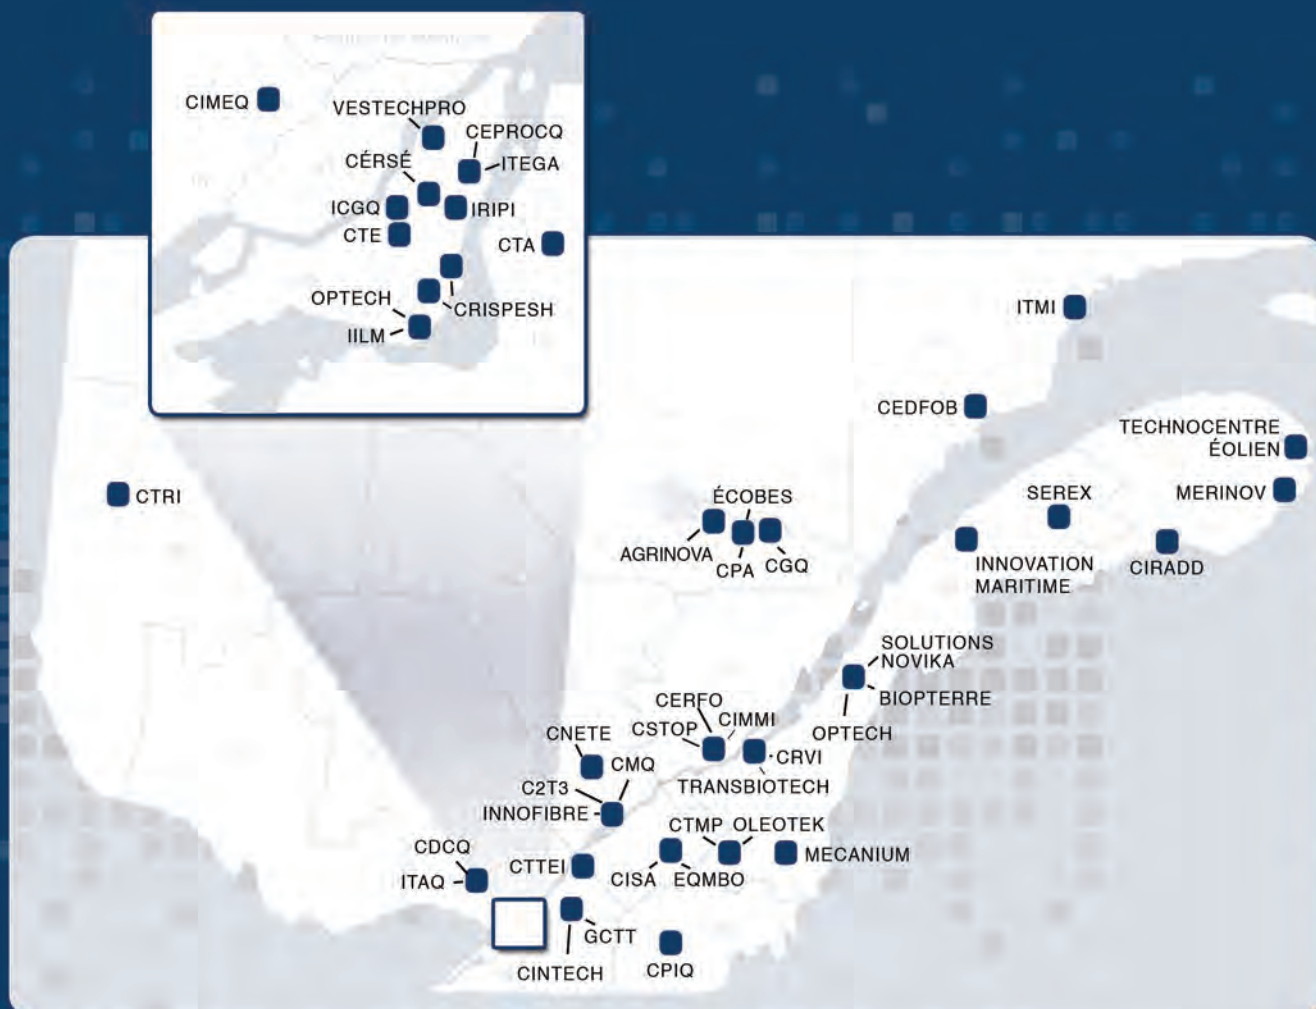 CIMEQ
VESTECHPRO
CEPROCQ
ITEGA
CÉRSÉ
ICGQ
IRIPI
CTE
CTA
OPTECH
CRISPESH
IILM
ITMI
CEDFOB
TECHNOCENTRE
ÉOLIEN
CTRI
ÉCOBES
SEREX
MERINOV
AGRINOVA
CPA
CGQ
INNOVATION
MARITIME
CIRADD
SOLUTIONS
NOVIKA
BIOPTERRE
OPTECH
CERFO
CIMMI
CSTOP
CNETE
CRVI
CMQ
C2T3
TRANSBIOTECH
INNOFIBRE
CTMP
OLEOTEK
CDCQ
MECANIUM
CTTEI
ITAQ
CISA
EQMBO
GCTT
CINTECH
CPIQ